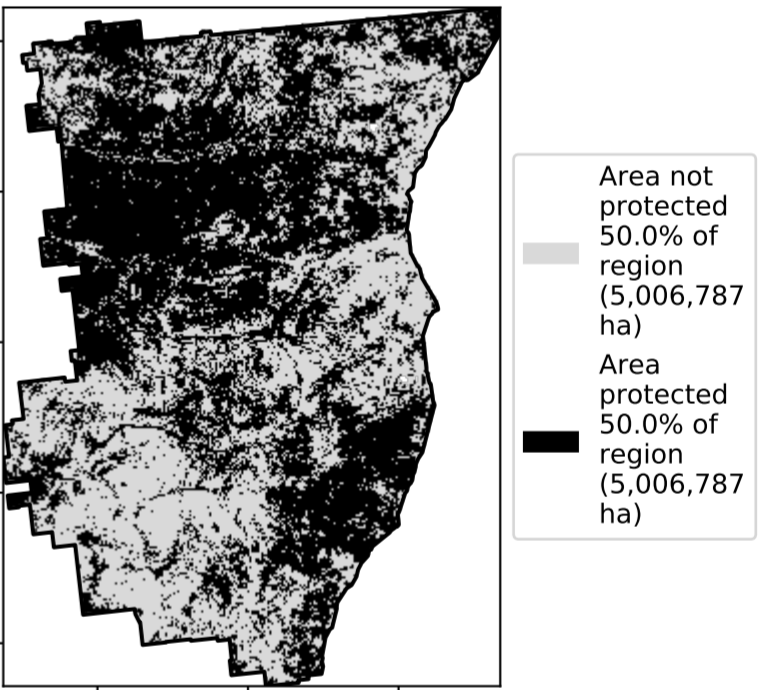 Area not
protected
50.0% of
region
(5,006,787
ha)
Area
protected
50.0% of
region
(5,006,787
ha)